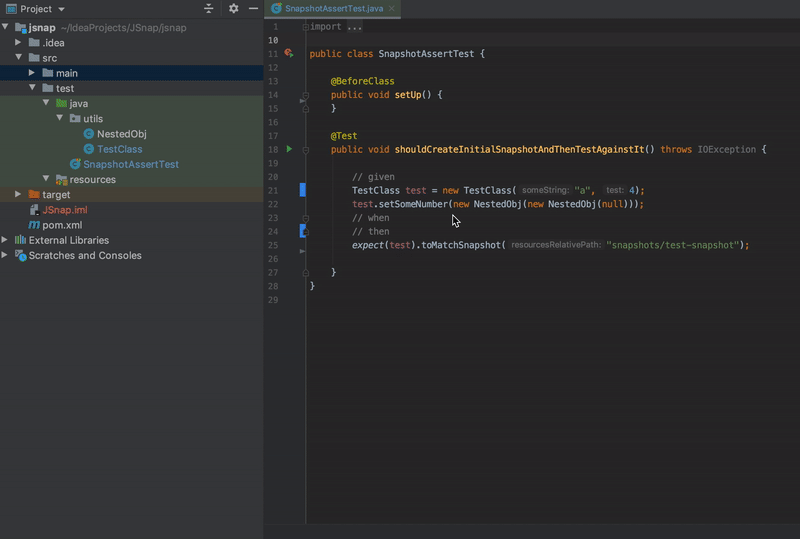 Project
jsnap ~/IdeaProjects/JSnap/jsnap
.idea
src
main
test
java
utils
NestedObj
TestClass
SnapshotAssertTest
resources
target
JSnap.iml
pom.xml
External Libraries
Scratches and Consoles
SnapshotAssertTest.java
1 import ...
10
11 public class SnapshotAssertTest {
12
13 @BeforeClass
14 public void setUp() {
15 }
16
17 @Test
18 public void shouldCreateInitialSnapshotAndThenTestAgainstIt() throws IOException {
19
20 // given
21 TestClass test = new TestClass( someString: "a", test: 4);
22 test.setSomeNumber(new NestedObj(new NestedObj(null)));
23 // when
24 // then
25 expect(test).toMatchSnapshot( resourcesRelativePath: "snapshots/test-snapshot");
26
27 }
28 }
29